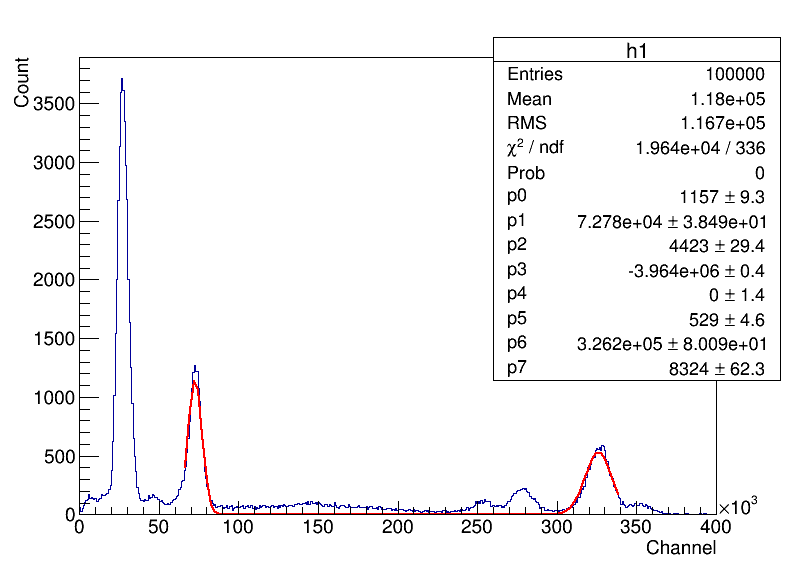 h1
Entries 100000
Mean 1.18e+05
RMS 1.167e+05
χ² / ndf 1.964e+04 / 336
Prob 0
p0 1157 ± 9.3
p1 7.278e+04 ± 3.849e+01
p2 4423 ± 29.4
p3 -3.964e+06 ± 0.4
p4 0 ± 1.4
p5 529 ± 4.6
p6 3.262e+05 ± 8.009e+01
p7 8324 ± 62.3
Count
3500
3000
2500
2000
1500
1000
500
0
0 50 100 150 200 250 300 350 400
×10³
Channel